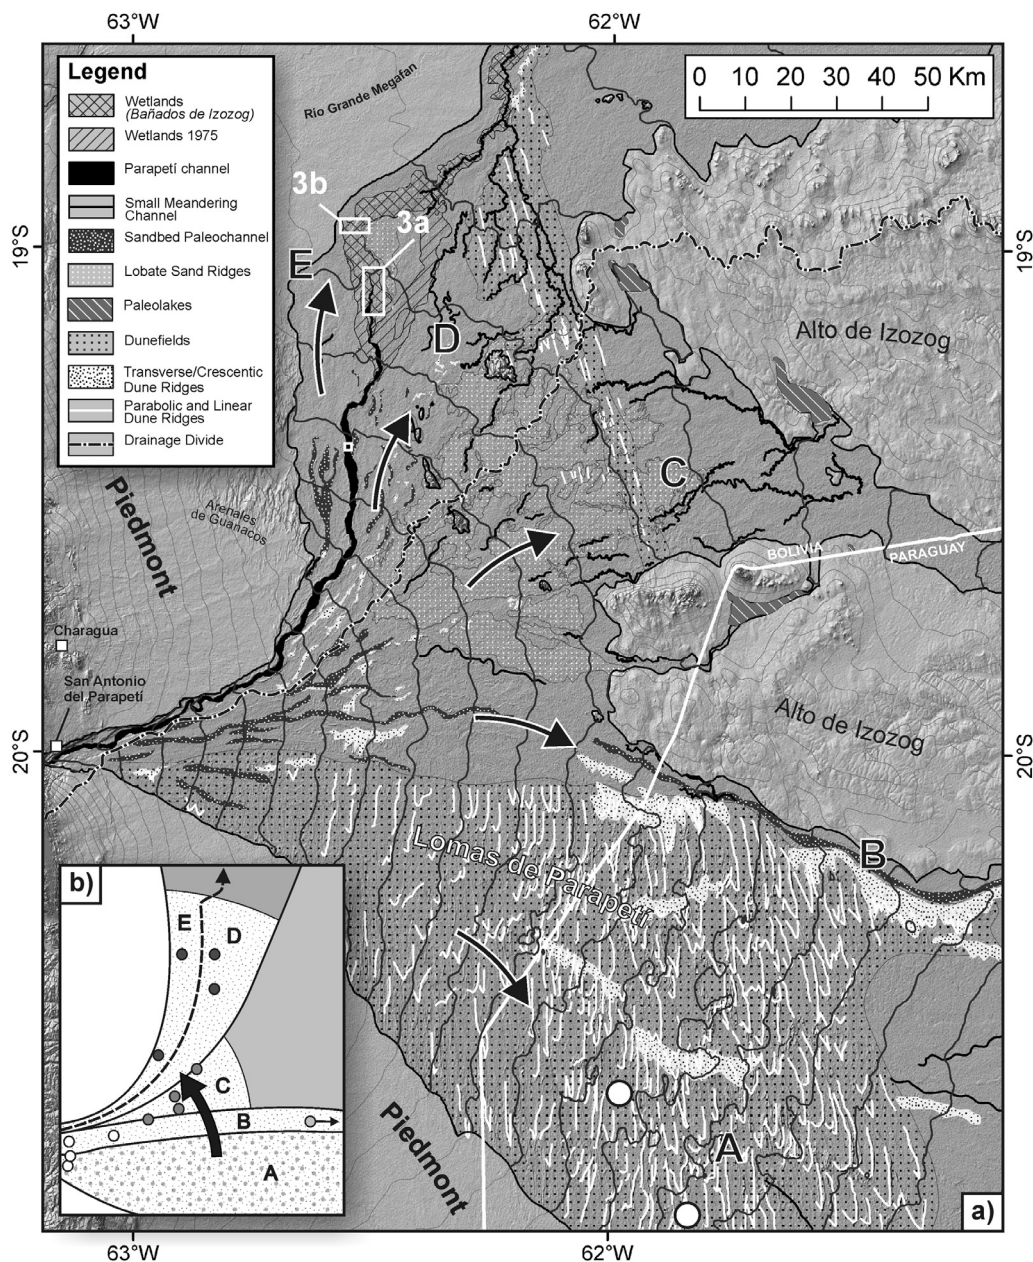 63°W
62°W
Legend
Wetlands
(Bañados de Izozog)
Wetlands 1975
Parapetí channel
Small Meandering
Channel
Sandbed Paleochannel
Lobate Sand Ridges
Paleolakes
Dunefields
Transverse/Crescentic
Dune Ridges
Parabolic and Linear
Dune Ridges
Drainage Divide
0 10 20 30 40 50 Km
Río Grande Megafan
3b
3a
19°S
19°S
E
D
Alto de Izozog
C
Piedmont
Arenales
de Guanacos
BOLIVIA
PARAGUAY
Charagua
San Antonio
del Parapetí
Alto de Izozog
20°S
20°S
Lomas de Parapetí
B
b)
E
D
C
B
A
Piedmont
A
a)
63°W
62°W